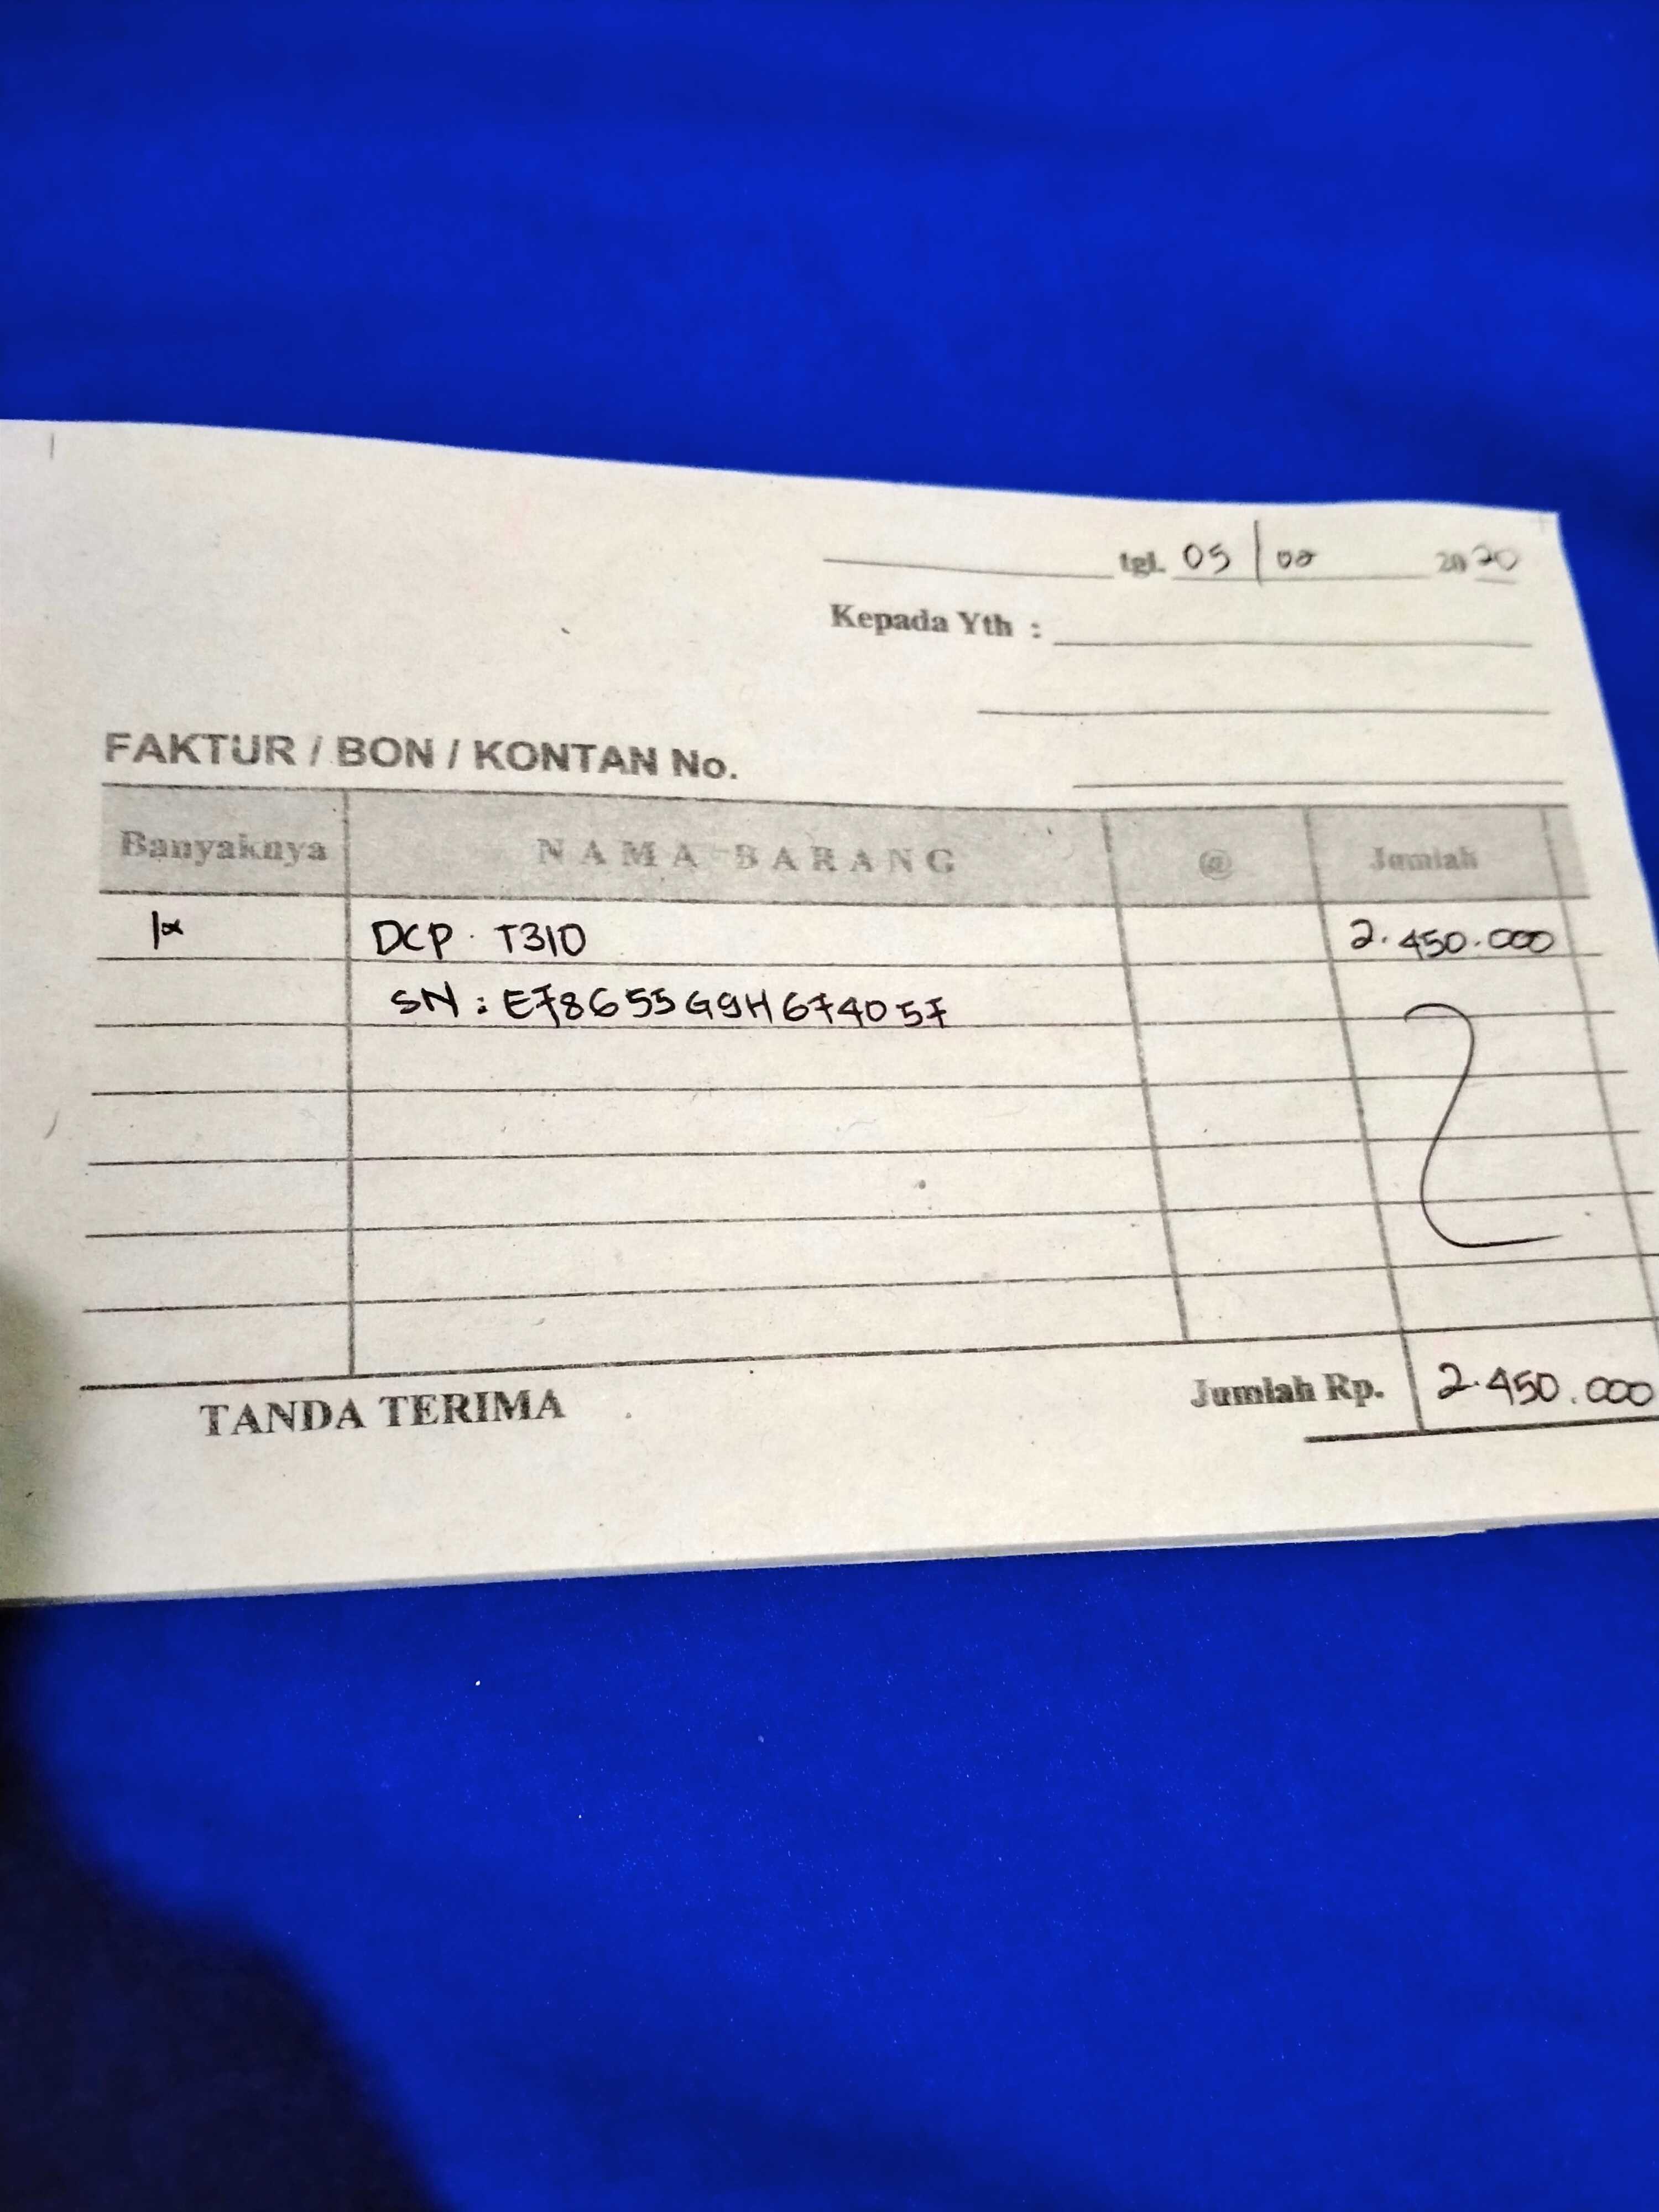 tgl. 05 / 08 2020
Kepada Yth :
FAKTUR / BON / KONTAN No.
Banyaknya NAMA BARANG @ Jumlah
1x DCP . T310 2.450.000
SN : E78655G9H674057
TANDA TERIMA Jumlah Rp. 2.450.000